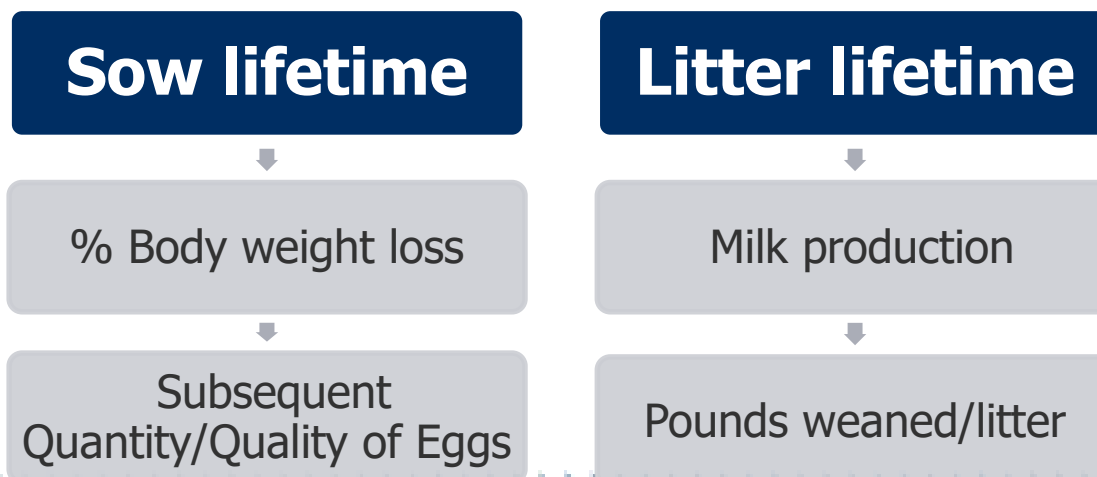 Sow lifetime
% Body weight loss
Subsequent
Quantity/Quality of Eggs
Litter lifetime
Milk production
Pounds weaned/litter